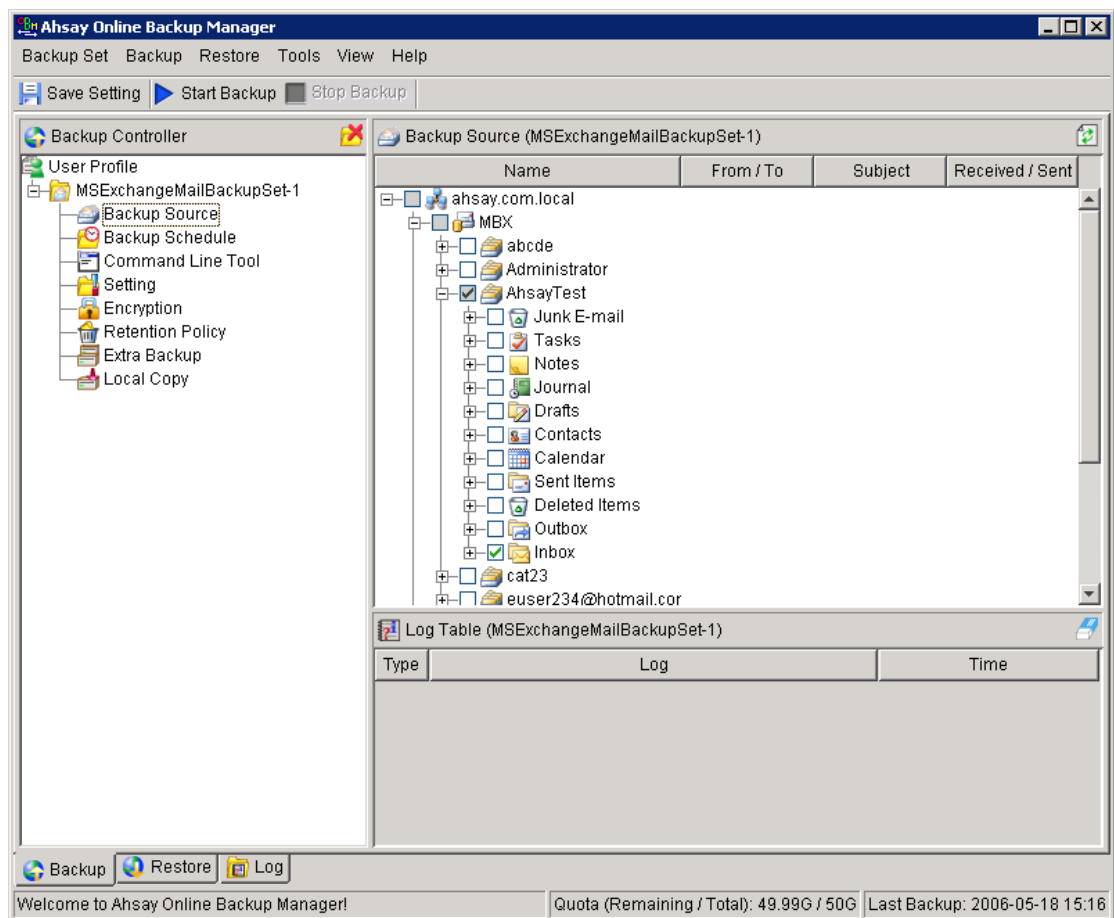 Ahsay Online Backup Manager
Backup Set Backup Restore Tools View Help
Save Setting Start Backup Stop Backup
Backup Controller
User Profile
MSExchangeMailBackupSet-1
Backup Source
Backup Schedule
Command Line Tool
Setting
Encryption
Retention Policy
Extra Backup
Local Copy
Backup Source (MSExchangeMailBackupSet-1)
Name From / To Subject Received / Sent
ahsay.com.local
MBX
abcde
Administrator
AhsayTest
Junk E-mail
Tasks
Notes
Journal
Drafts
Contacts
Calendar
Sent Items
Deleted Items
Outbox
Inbox
cat23
euser234@hotmail.cor
Log Table (MSExchangeMailBackupSet-1)
Type Log Time
Backup Restore Log
Welcome to Ahsay Online Backup Manager! Quota (Remaining / Total): 49.99G / 50G Last Backup: 2006-05-18 15:16